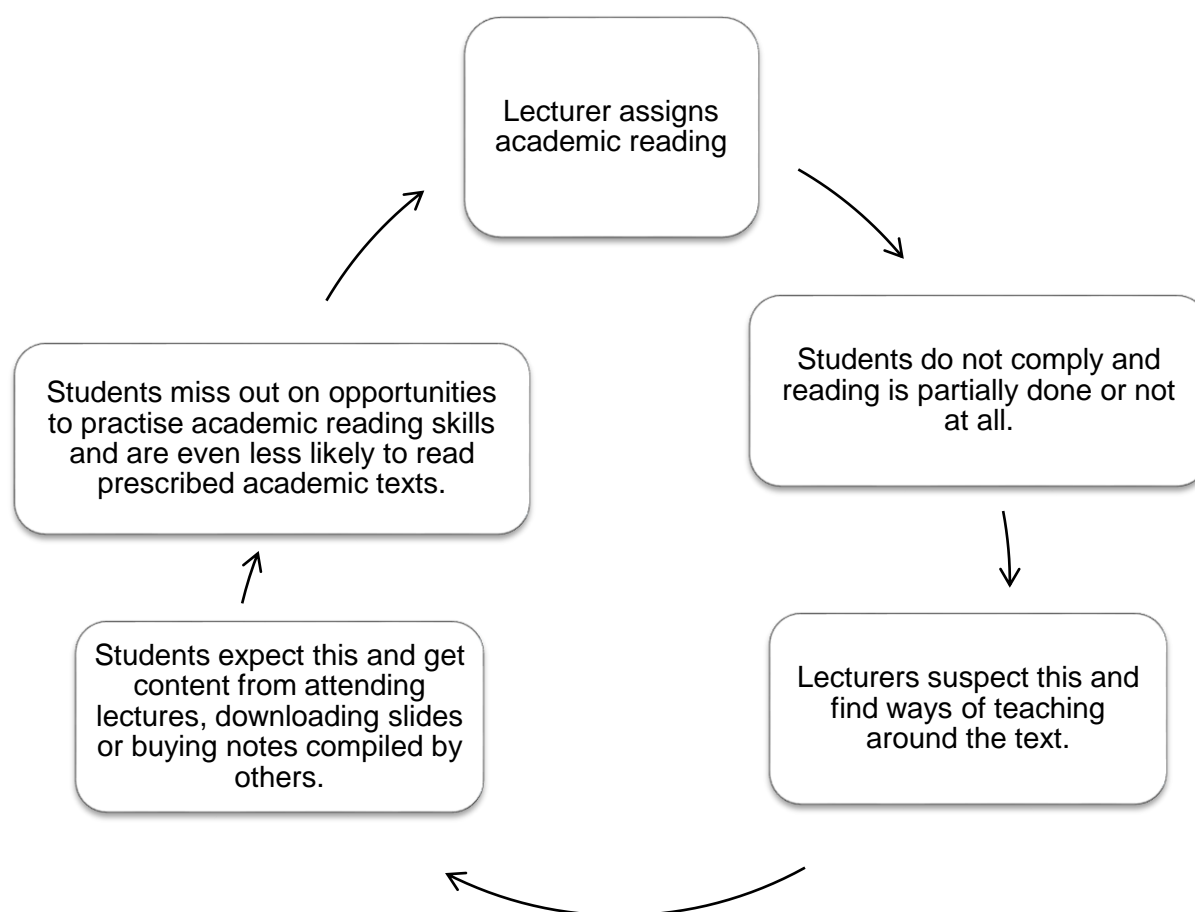 Lecturer assigns
academic reading
Students do not comply and
reading is partially done or not
at all.
Lecturers suspect this and
find ways of teaching
around the text.
Students expect this and get
content from attending
lectures, downloading slides
or buying notes compiled by
others.
Students miss out on opportunities
to practise academic reading skills
and are even less likely to read
prescribed academic texts.